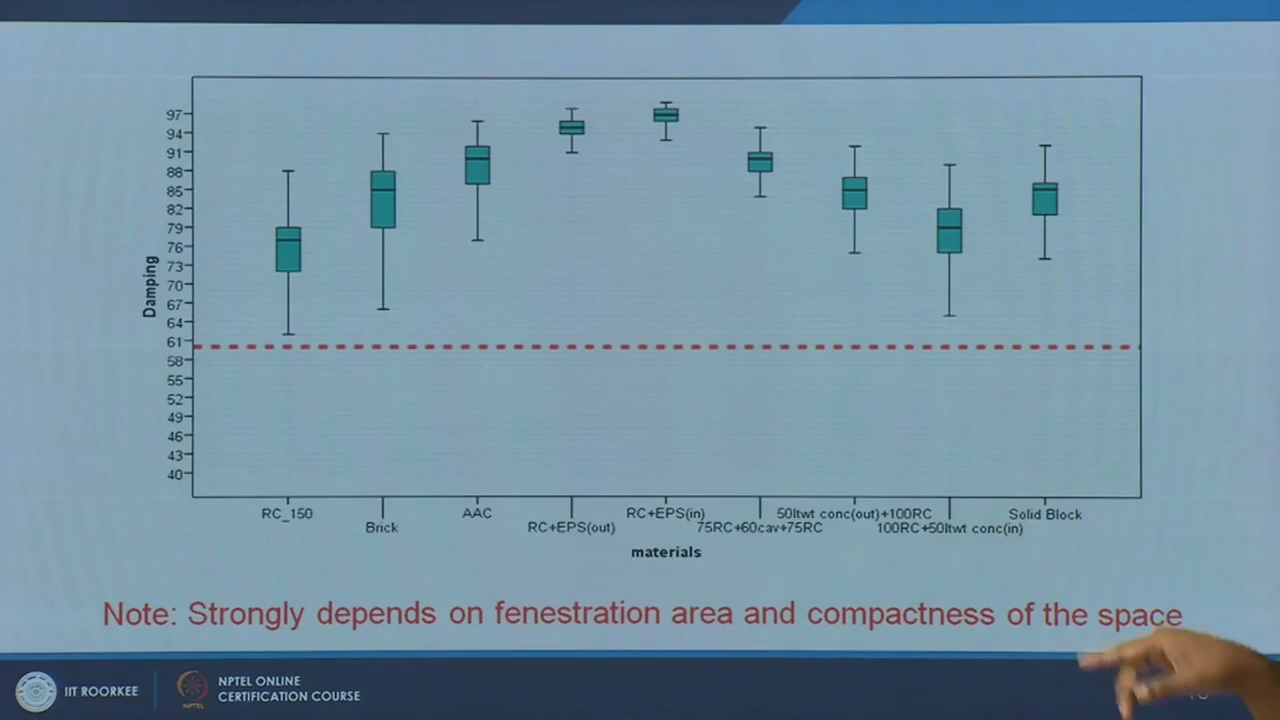 97
94
91
88
85
82
79
76
73
70
67
64
61
58
55
52
49
46
43
40
Damping
RC_150
Brick
AAC
RC+EPS(out)
RC+EPS(in)
75RC+60cav+75RC
50ltwt conc(out)+100RC
100RC+50ltwt conc(in)
Solid Block
materials
Note: Strongly depends on fenestration area and compactness of the space
IIT ROORKEE
NPTEL ONLINE
CERTIFICATION COURSE
NPTEL